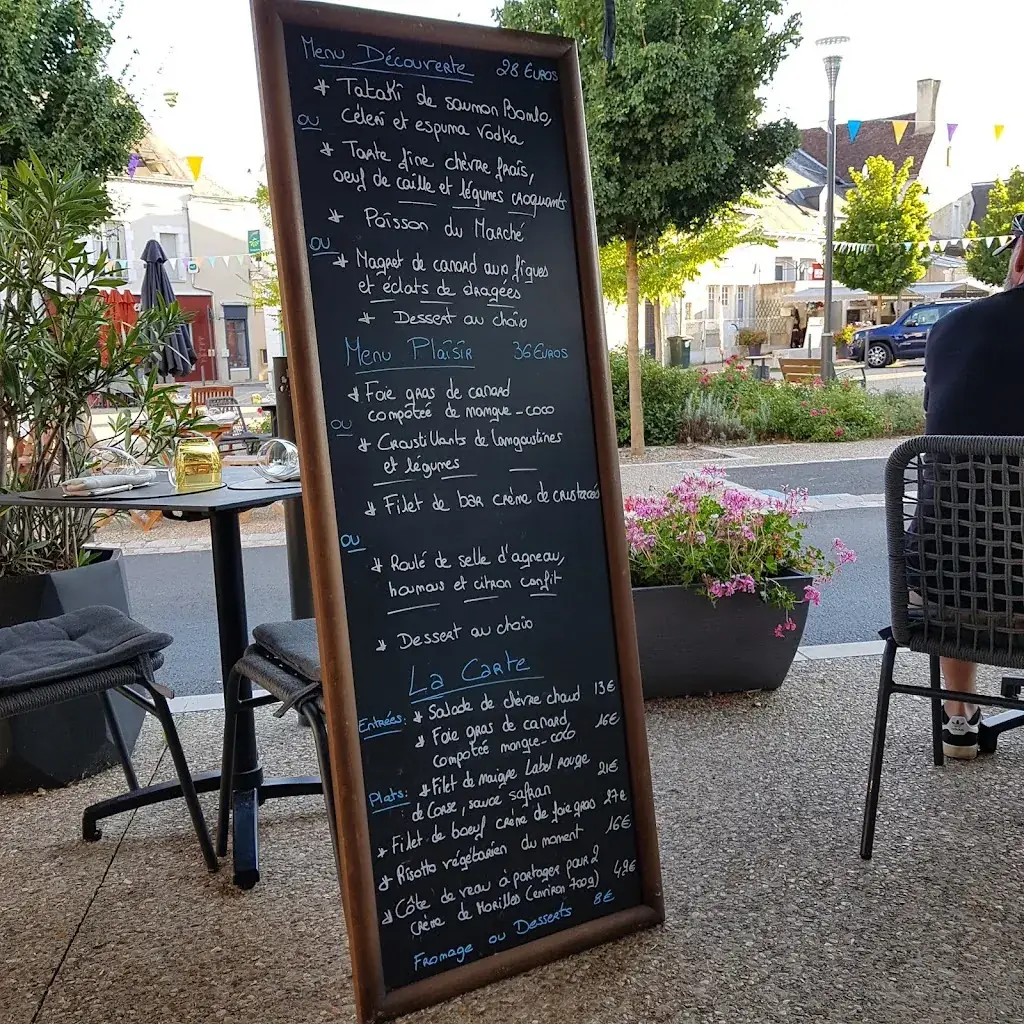 Menu Découverte 28 Euros
* Tataki de saumon Bomlo,
céleri et espuma vodka
ou
* Tarte fine chèvre frais,
oeuf de caille et légumes croquants
* Poisson du Marché
ou
* Magret de canard aux figues
et éclats de dragées
* Dessert au choix
Menu Plaisir 36 Euros
* Foie gras de canard
compotée de mangue-coco
ou
* Croustillants de langoustines
et légumes
* Filet de bar crème de crustacés
ou
* Roulé de selle d'agneau,
houmous et citron confit
* Dessert au choix
La Carte
Entrées: * Salade de chèvre chaud 13€
* Foie gras de canard, 16€
compotée mangue-coco
Plats: * Filet de maigre Label rouge 21€
de Corse, sauce safran
* Filet de boeuf crème de foie gras 27€
* Risotto végétarien du moment 16€
* Côte de veau à partager pour 2 49€
crème de Morilles (environ 700g)
Fromage ou Desserts 8€